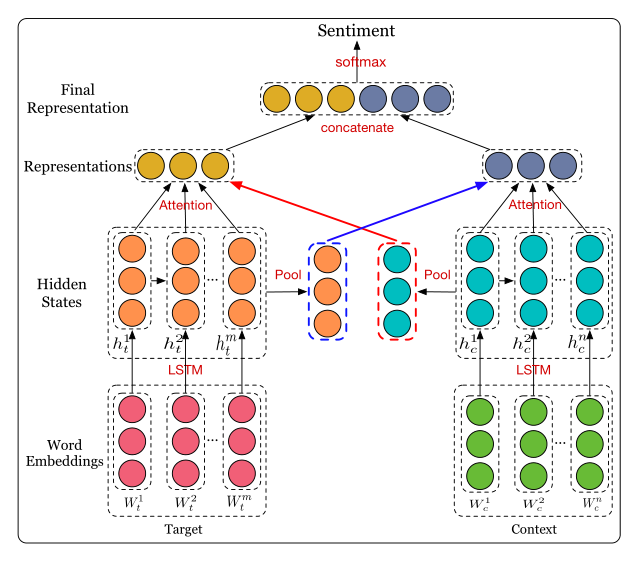 Sentiment
softmax
Final
Representation
concatenate
Representations
Attention
Attention
Pool
Pool
Hidden
States
h_t^1
h_t^2
h_t^m
h_c^1
h_c^2
h_c^n
LSTM
LSTM
Word
Embeddings
W_t^1
W_t^2
W_t^m
W_c^1
W_c^2
W_c^n
...
...
...
...
Target
Context